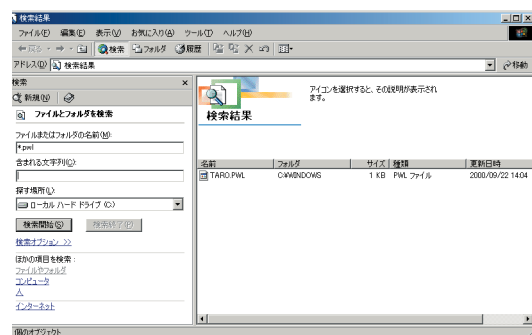 検索結果
ファイル(F) 編集(E) 表示(V) お気に入り(A) ツール(T) ヘルプ(H)
戻る 検索 フォルダ 履歴
アドレス(D) 検索結果 移動
検索 ×
新規(N)
ファイルとフォルダを検索
ファイルまたはフォルダの名前(M):
*.pwl
含まれる文字列(C):
探す場所(L):
ローカル ハード ドライブ (C:)
検索開始(S) 検索終了(P)
検索オプション >>
ほかの項目を検索:
ファイルやフォルダ
コンピュータ
人
インターネット
検索結果
アイコンを選択すると、その説明が表示され
ます。
名前 フォルダ サイズ 種類 更新日時
TARO.PWL C:¥WINDOWS 1 KB PWL ファイル 2000/09/22 14:04
個のオブジェクト